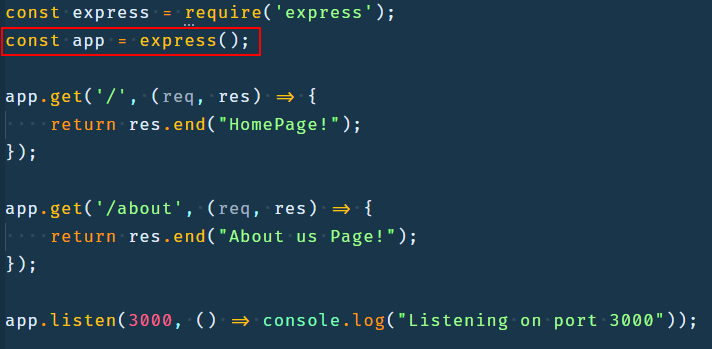 const express = require('express');
const app = express();
app.get('/', (req, res) => {
return res.end("HomePage!");
});
app.get('/about', (req, res) => {
return res.end("About us Page!");
});
app.listen(3000, () => console.log("Listening on port 3000"));